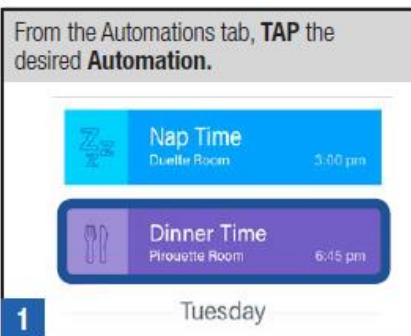 From the Automations tab, TAP the
desired Automation.
Nap Time
Duette Room 3:00 pm
Dinner Time
Pirouette Room 6:45 pm
Tuesday
1